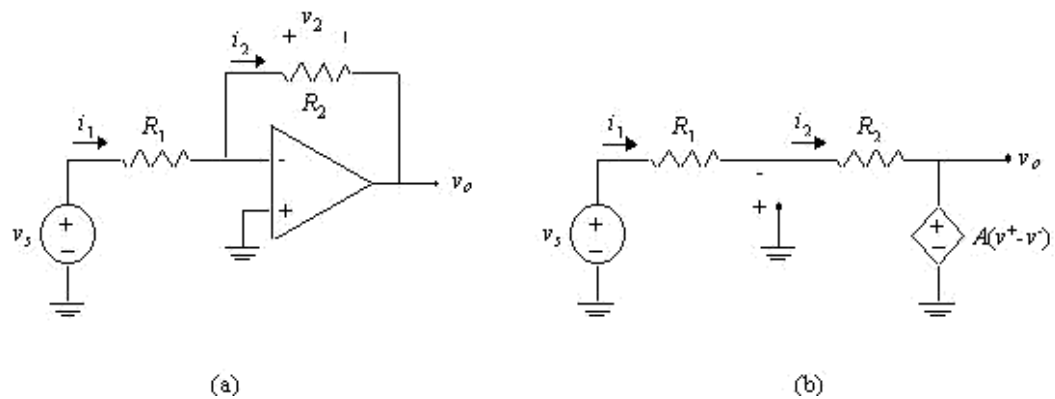 v2
+
i2
R2
i1
R1
-
+
vo
vs
+
−
(a)
i1
R1
i2
R2
vo
-
+
vs
+
−
+
−
A(v+-v-)
(b)